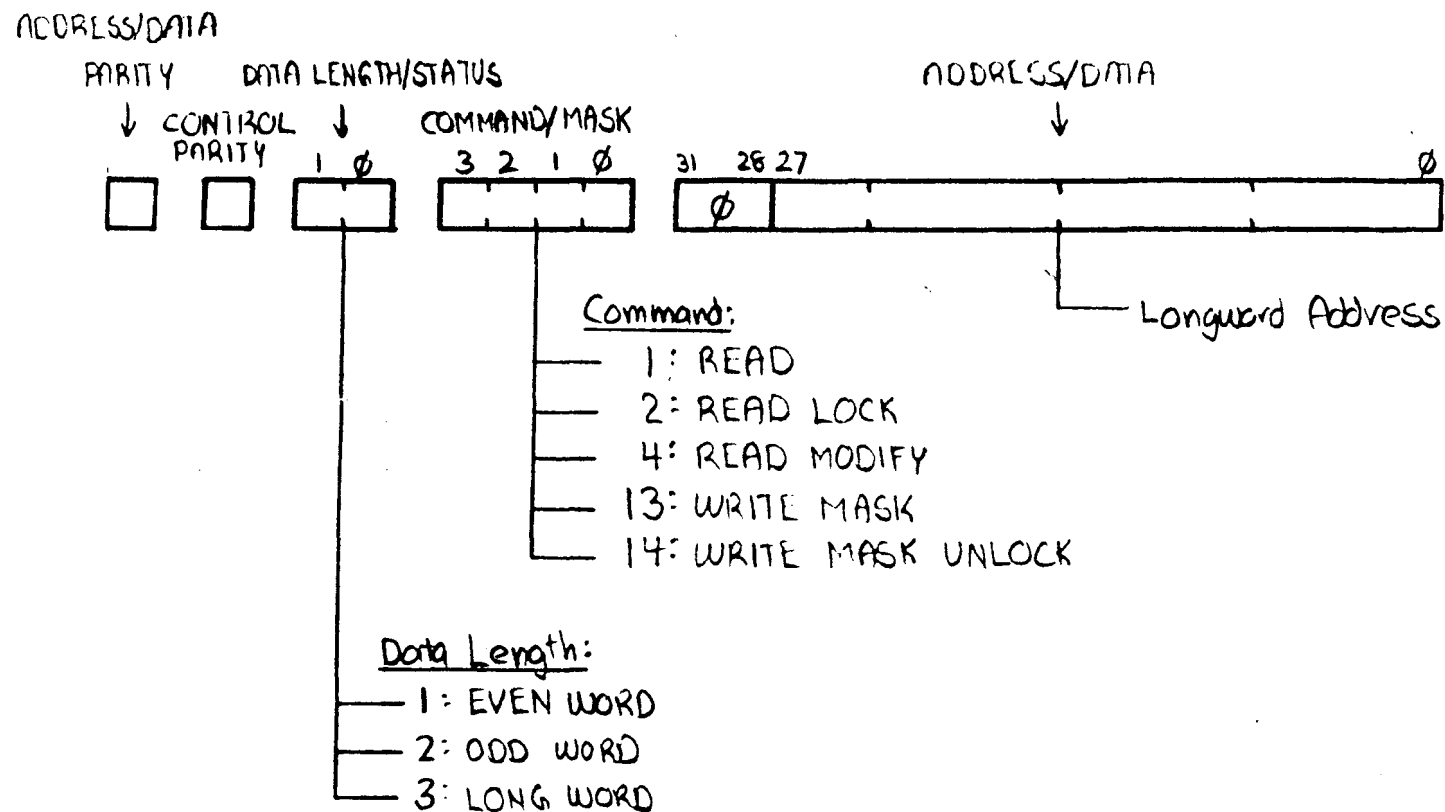 ADDRESS/DATA
PARITY DATA LENGTH/STATUS ADDRESS/DATA
↓ CONTROL ↓ COMMAND/MASK ↓
PARITY 1 Ø 3 2 1 Ø 31 28 27 Ø
Ø
Longword Address
Command:
1: READ
2: READ LOCK
4: READ MODIFY
13: WRITE MASK
14: WRITE MASK UNLOCK
Data Length:
1: EVEN WORD
2: ODD WORD
3: LONG WORD